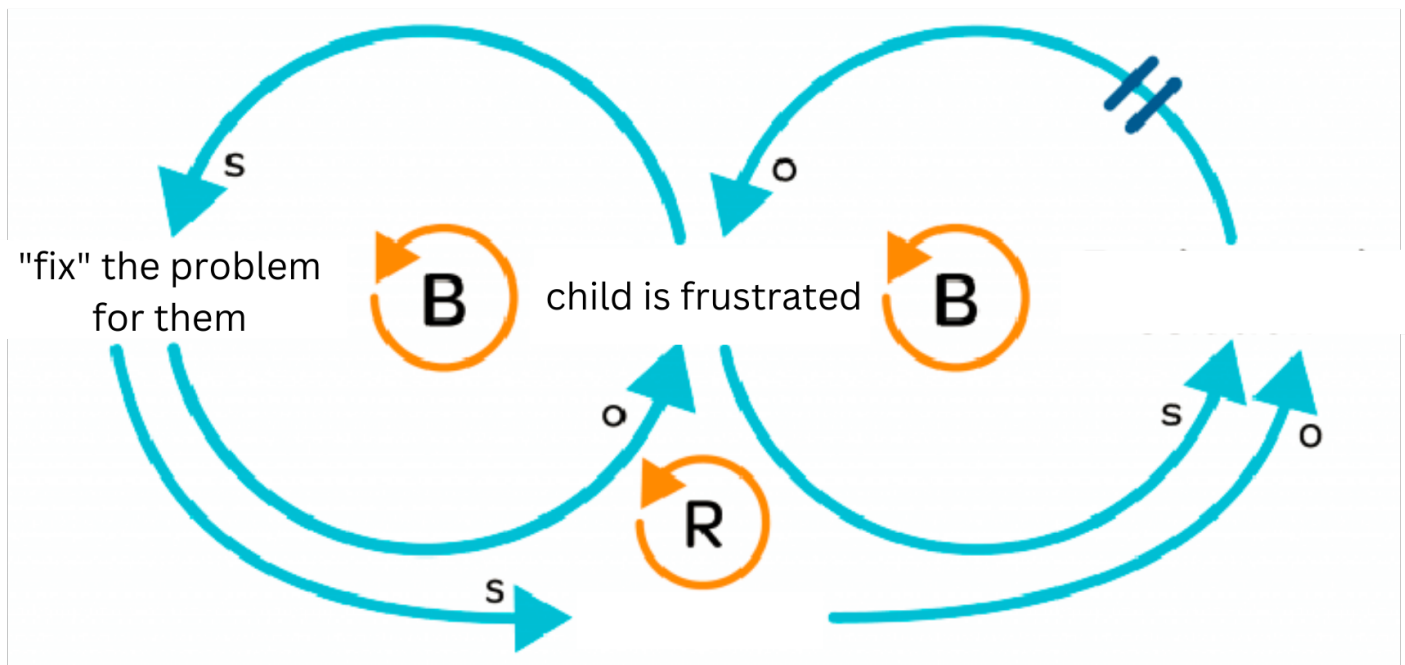 s
o
"fix" the problem
for them
B
child is frustrated
B
o
s
o
R
s